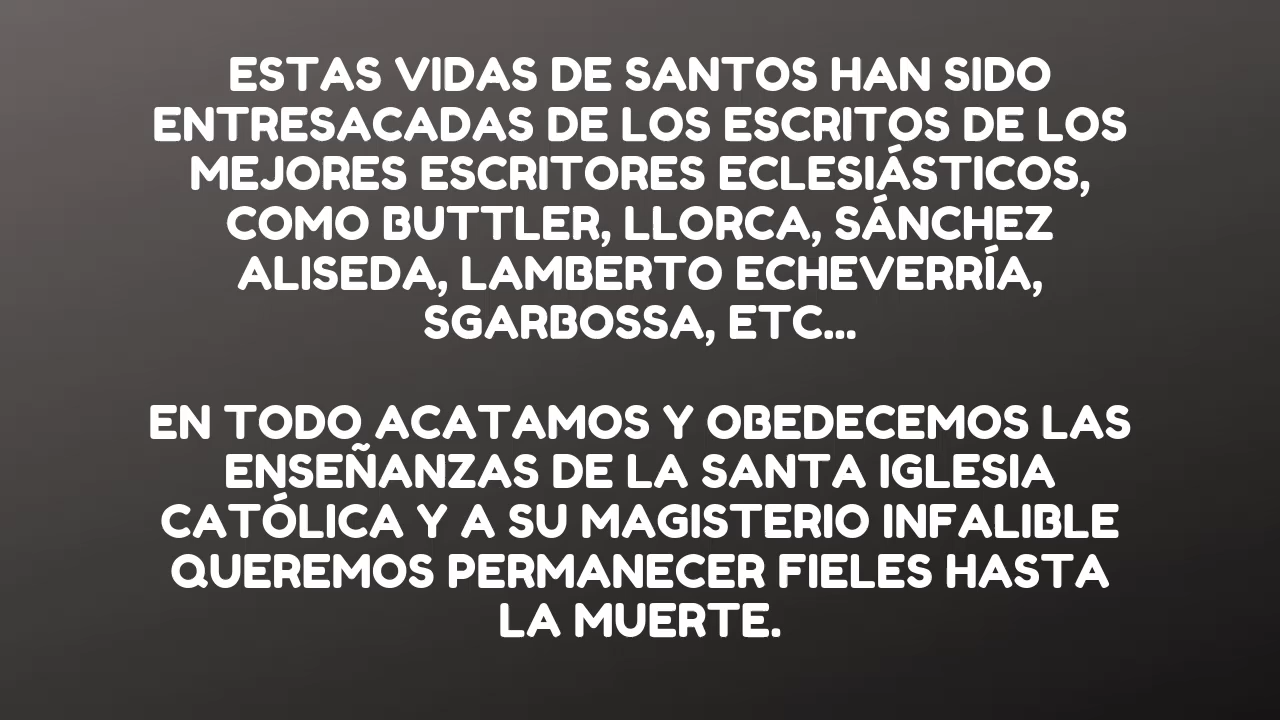 ESTAS VIDAS DE SANTOS HAN SIDO
ENTRESACADAS DE LOS ESCRITOS DE LOS
MEJORES ESCRITORES ECLESIÁSTICOS,
COMO BUTTLER, LLORCA, SÁNCHEZ
ALISEDA, LAMBERTO ECHEVERRÍA,
SGARBOSSA, ETC...
EN TODO ACATAMOS Y OBEDECEMOS LAS
ENSEÑANZAS DE LA SANTA IGLESIA
CATÓLICA Y A SU MAGISTERIO INFALIBLE
QUEREMOS PERMANECER FIELES HASTA
LA MUERTE.